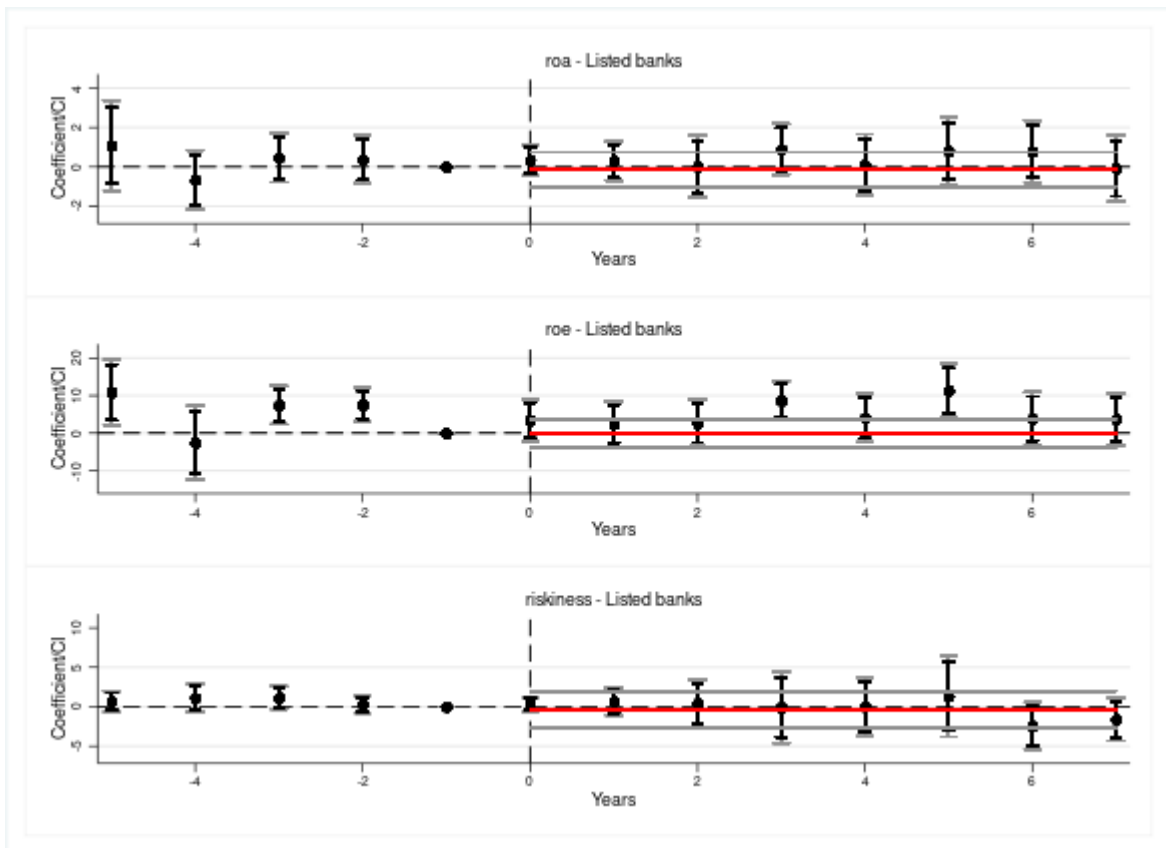 roa - Listed banks
Coefficient/CI
4
2
0
-2
-4 -2 0 2 4 6
Years
roe - Listed banks
Coefficient/CI
20
10
0
-10
-4 -2 0 2 4 6
Years
riskiness - Listed banks
Coefficient/CI
10
5
0
-5
-4 -2 0 2 4 6
Years